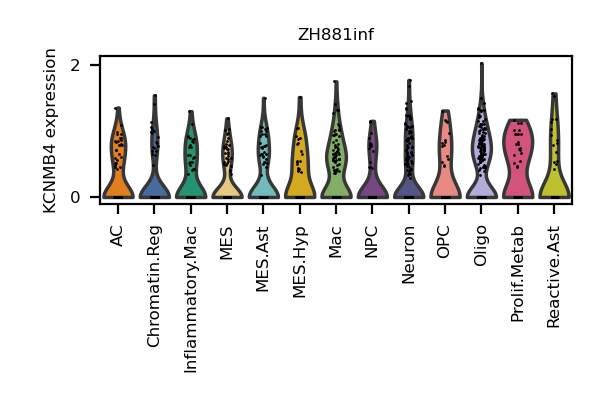 ZH881inf
KCNMB4 expression
2
0
AC
Chromatin.Reg
Inflammatory.Mac
MES
MES.Ast
MES.Hyp
Mac
NPC
Neuron
OPC
Oligo
Prolif.Metab
Reactive.Ast